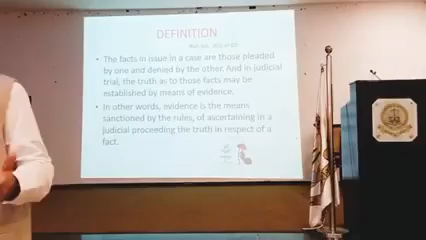 DEFINITION
• The facts in issue in a case are those pleaded
by one and denied by the other. And in judicial
trial, the truth as to those facts may be
established by means of evidence.
• In other words, evidence is the means
sanctioned by the rules, of ascertaining in a
judicial proceeding the truth in respect of a
fact.